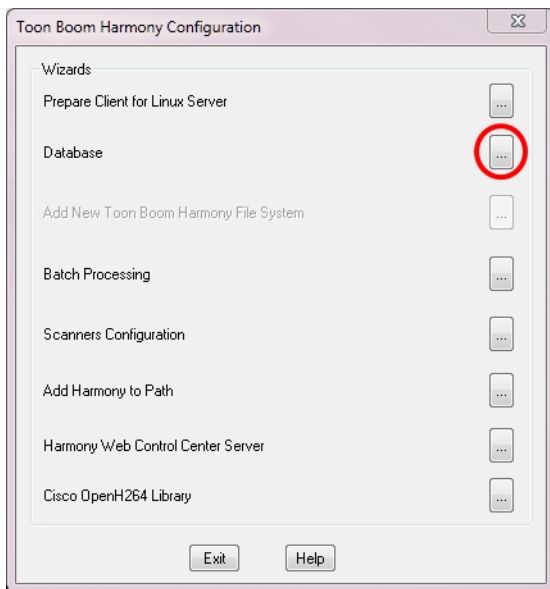 Toon Boom Harmony Configuration
Wizards
Prepare Client for Linux Server ...
Database ...
Add New Toon Boom Harmony File System ...
Batch Processing ...
Scanners Configuration ...
Add Harmony to Path ...
Harmony Web Control Center Server ...
Cisco OpenH264 Library ...
Exit Help